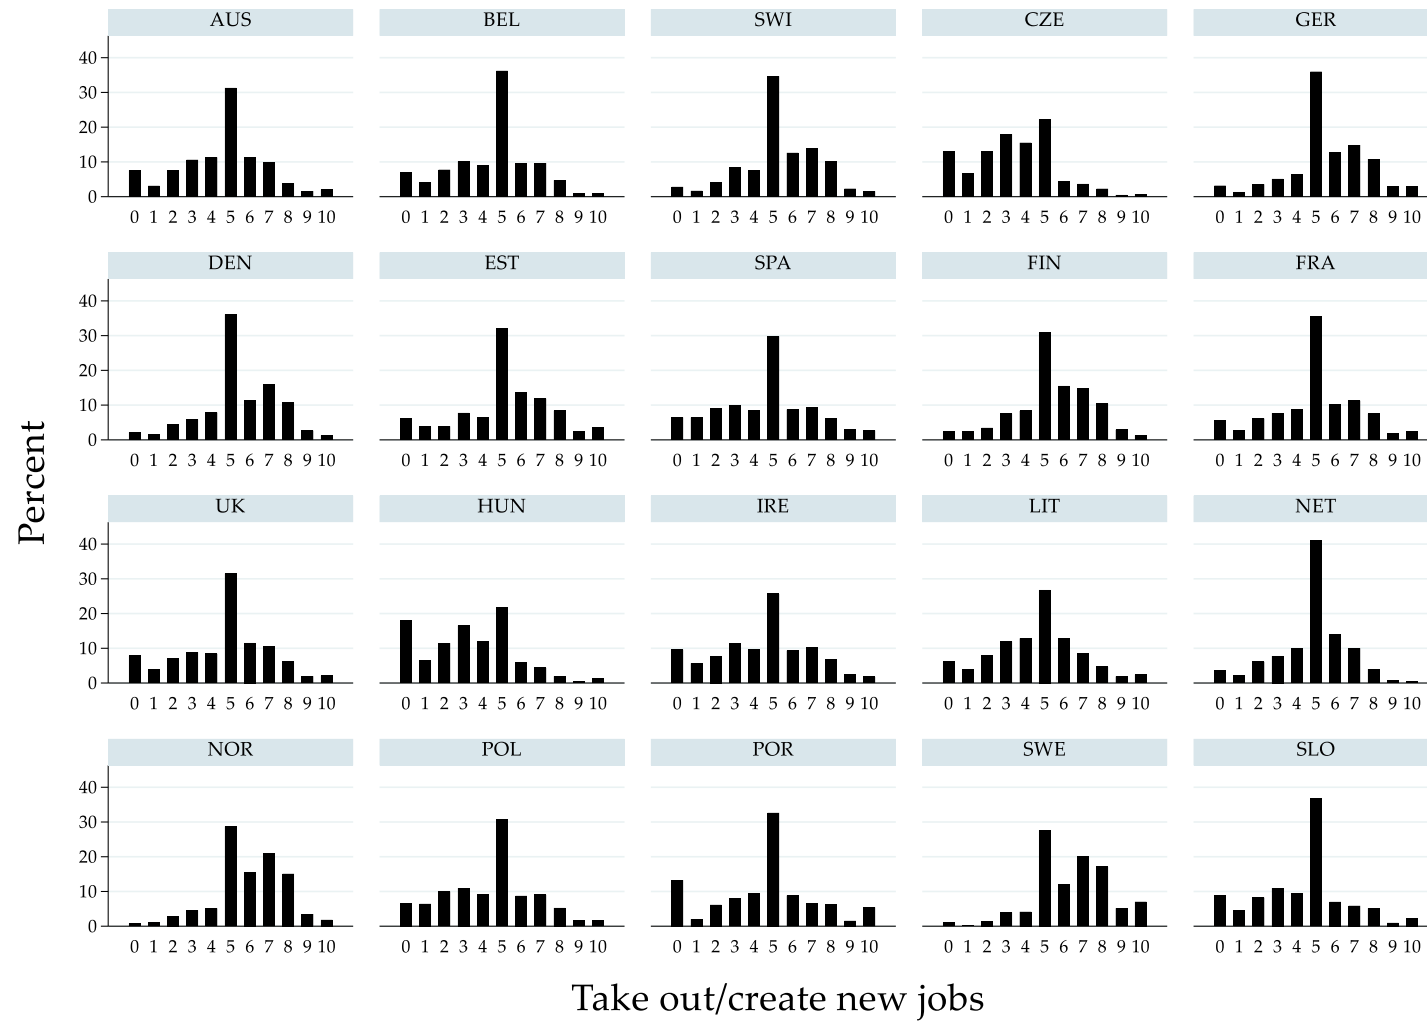 AUS BEL SWI CZE GER
40
30
20
10
0
0 1 2 3 4 5 6 7 8 9 10 0 1 2 3 4 5 6 7 8 9 10 0 1 2 3 4 5 6 7 8 9 10 0 1 2 3 4 5 6 7 8 9 10 0 1 2 3 4 5 6 7 8 9 10
DEN EST SPA FIN FRA
40
30
20
10
0
0 1 2 3 4 5 6 7 8 9 10 0 1 2 3 4 5 6 7 8 9 10 0 1 2 3 4 5 6 7 8 9 10 0 1 2 3 4 5 6 7 8 9 10 0 1 2 3 4 5 6 7 8 9 10
Percent
UK HUN IRE LIT NET
40
30
20
10
0
0 1 2 3 4 5 6 7 8 9 10 0 1 2 3 4 5 6 7 8 9 10 0 1 2 3 4 5 6 7 8 9 10 0 1 2 3 4 5 6 7 8 9 10 0 1 2 3 4 5 6 7 8 9 10
NOR POL POR SWE SLO
40
30
20
10
0
0 1 2 3 4 5 6 7 8 9 10 0 1 2 3 4 5 6 7 8 9 10 0 1 2 3 4 5 6 7 8 9 10 0 1 2 3 4 5 6 7 8 9 10 0 1 2 3 4 5 6 7 8 9 10
Take out/create new jobs